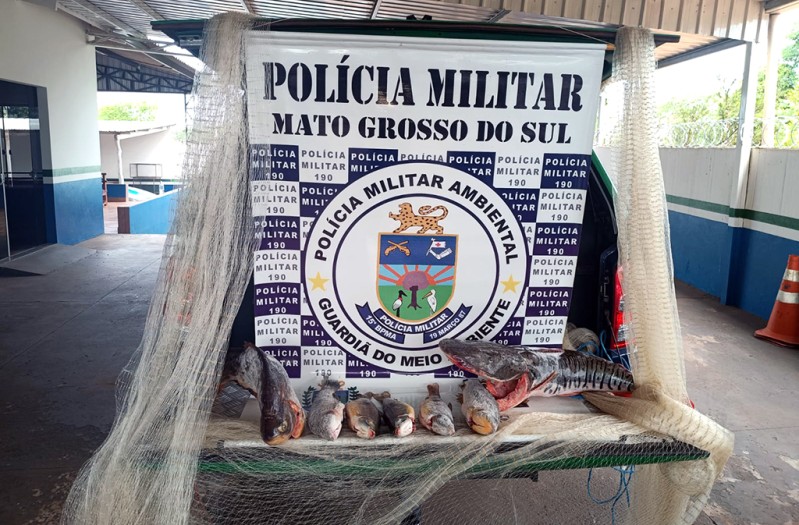 POLÍCIA MILITAR
MATO GROSSO DO SUL
POLÍCIA MILITAR 190
POLÍCIA MILITAR AMBIENTAL
15º BPMA
POLÍCIA MILITAR
19 MARÇO 87
GUARDIÃ DO MEIO AMBIENTE